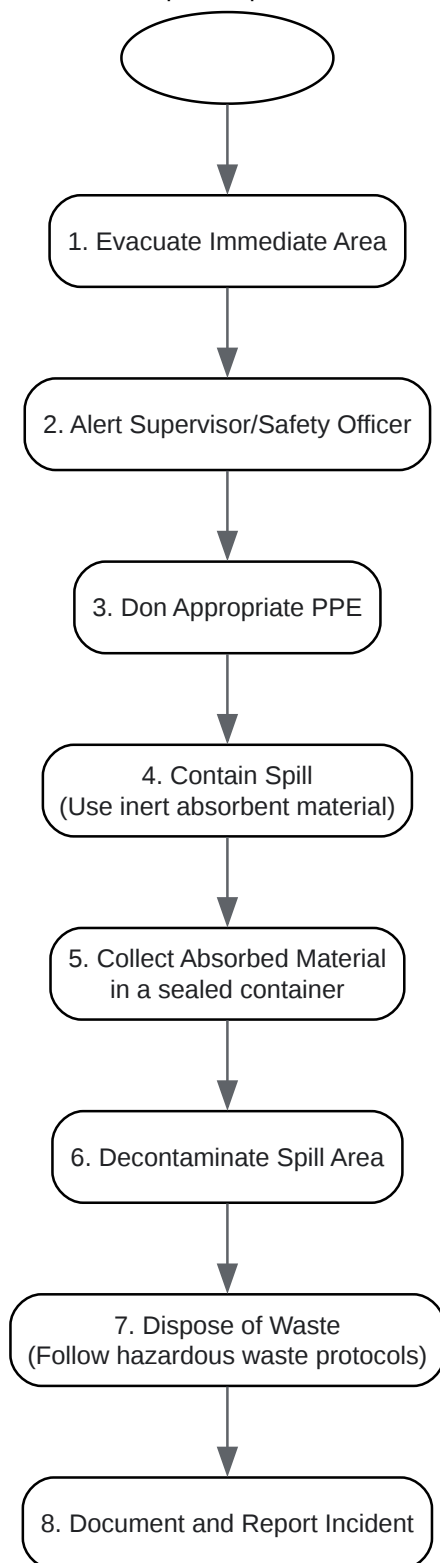 1. Evacuate Immediate Area
2. Alert Supervisor/Safety Officer
3. Don Appropriate PPE
4. Contain Spill
(Use inert absorbent material)
5. Collect Absorbed Material
in a sealed container
6. Decontaminate Spill Area
7. Dispose of Waste
(Follow hazardous waste protocols)
8. Document and Report Incident